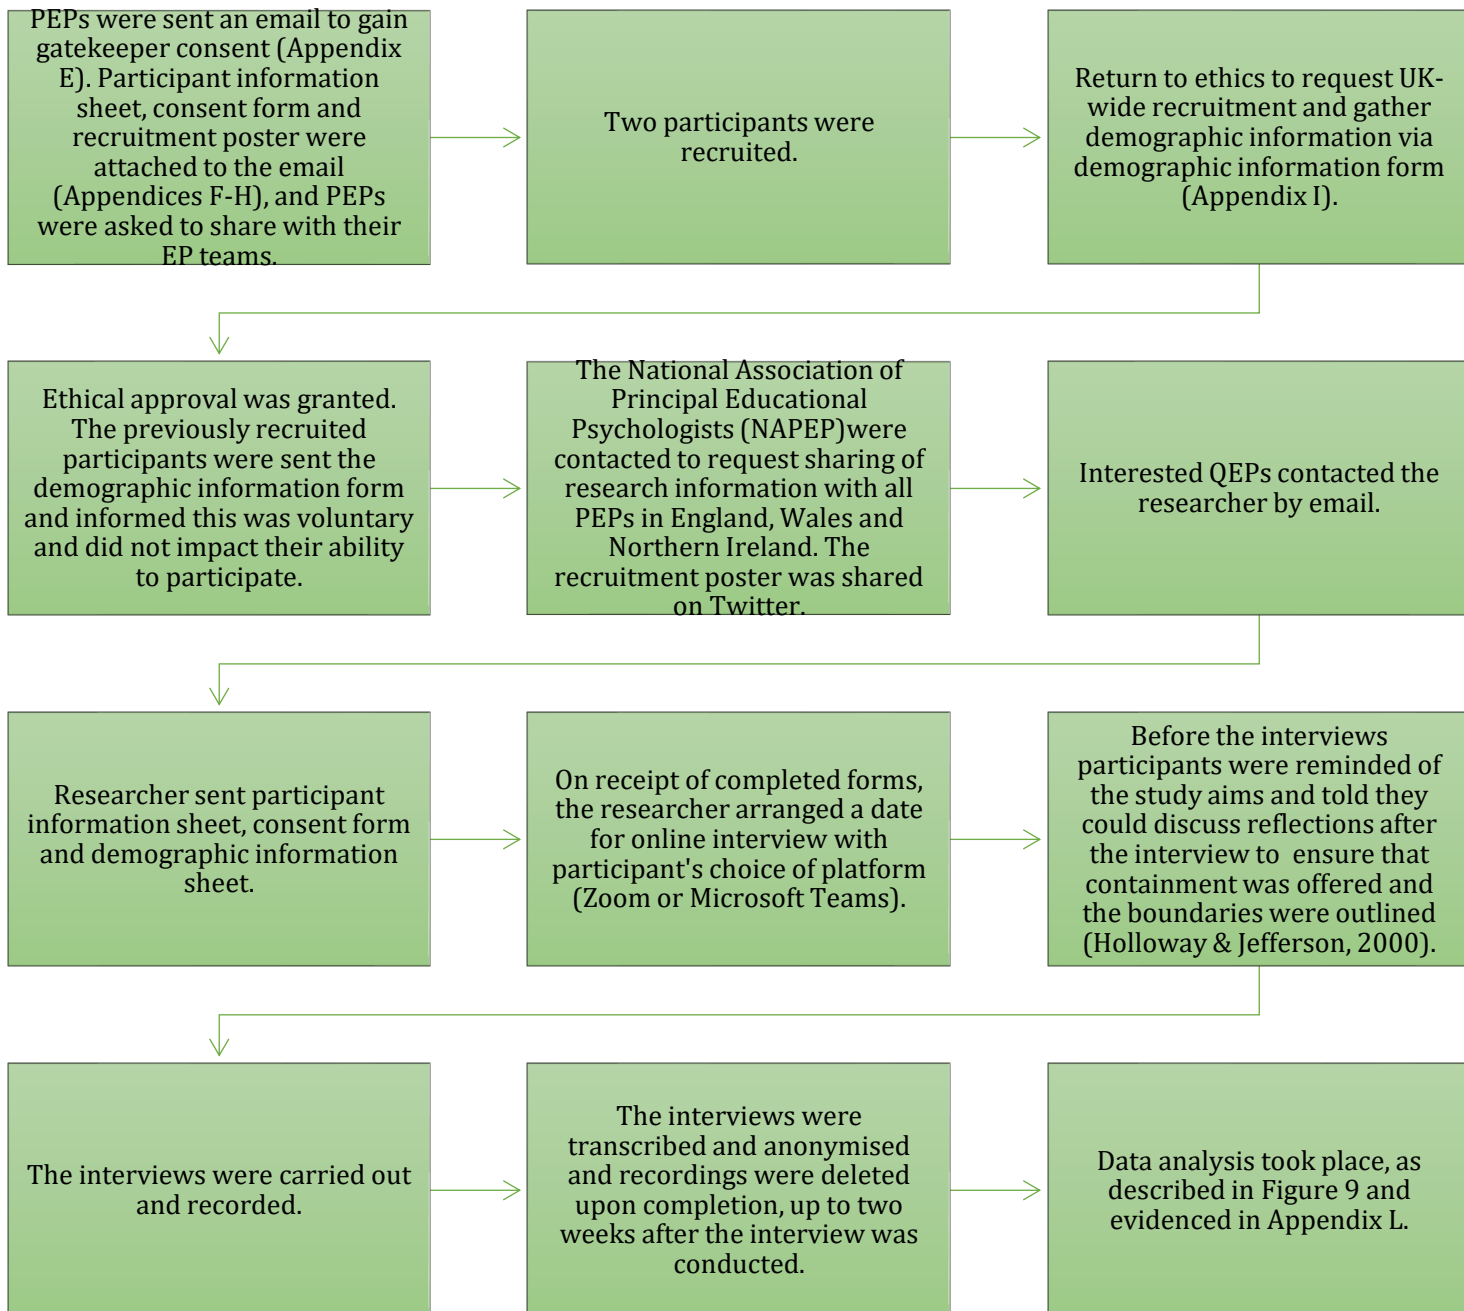 PEPs were sent an email to gain
gatekeeper consent (Appendix
E). Participant information
sheet, consent form and
recruitment poster were
attached to the email
(Appendices F-H), and PEPs
were asked to share with their
EP teams.
Two participants were
recruited.
Return to ethics to request UK-
wide recruitment and gather
demographic information via
demographic information form
(Appendix I).
Ethical approval was granted.
The previously recruited
participants were sent the
demographic information form
and informed this was voluntary
and did not impact their ability
to participate.
The National Association of
Principal Educational
Psychologists (NAPEP)were
contacted to request sharing of
research information with all
PEPs in England, Wales and
Northern Ireland. The
recruitment poster was shared
on Twitter.
Interested QEPs contacted the
researcher by email.
Researcher sent participant
information sheet, consent form
and demographic information
sheet.
On receipt of completed forms,
the researcher arranged a date
for online interview with
participant's choice of platform
(Zoom or Microsoft Teams).
Before the interviews
participants were reminded of
the study aims and told they
could discuss reflections after
the interview to  ensure that
containment was offered and
the boundaries were outlined
(Holloway & Jefferson, 2000).
The interviews were carried out
and recorded.
The interviews were
transcribed and anonymised
and recordings were deleted
upon completion, up to two
weeks after the interview was
conducted.
Data analysis took place, as
described in Figure 9 and
evidenced in Appendix L.